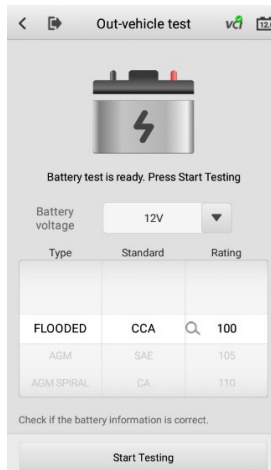 Out-vehicle test
vci
12.
Battery test is ready. Press Start Testing
Battery
voltage
12V
Type Standard Rating
FLOODED CCA 100
AGM SAE 105
AGM SPIRAL CA 110
Check if the battery information is correct.
Start Testing